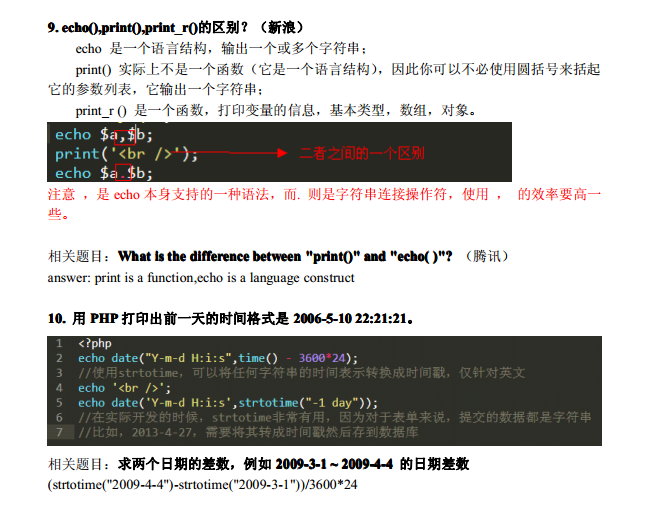 9. echo(),print(),print_r()的区别？（新浪）
echo 是一个语言结构，输出一个或多个字符串；
print() 实际上不是一个函数（它是一个语言结构），因此你可以不必使用圆括号来括起
它的参数列表，它输出一个字符串；
print_r () 是一个函数，打印变量的信息，基本类型，数组，对象。
echo $a,$b;
print('<br />'); 二者之间的一个区别
echo $a.$b;
注意 ，是 echo 本身支持的一种语法，而. 则是字符串连接操作符，使用 ， 的效率要高一
些。
相关题目：What is the difference between "print()" and "echo( )"? （腾讯）
answer: print is a function,echo is a language construct
10. 用 PHP 打印出前一天的时间格式是 2006-5-10 22:21:21。
1 <?php
2 echo date("Y-m-d H:i:s",time() - 3600*24);
3 //使用strtotime，可以将任何字符串的时间表示转换成时间戳，仅针对英文
4 echo '<br />';
5 echo date('Y-m-d H:i:s',strtotime("-1 day"));
6 //在实际开发的时候，strtotime非常有用，因为对于表单来说，提交的数据都是字符串
7 //比如，2013-4-27，需要将其转成时间戳然后存到数据库
相关题目：求两个日期的差数，例如 2009-3-1 ~ 2009-4-4 的日期差数
(strtotime("2009-4-4")-strtotime("2009-3-1"))/3600*24